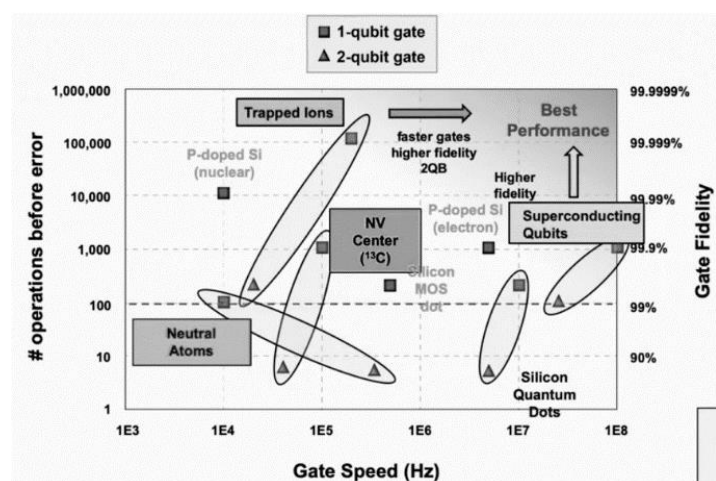 1-qubit gate
2-qubit gate
1,000,000
100,000
10,000
1,000
100
10
1
# operations before error
99.9999%
99.999%
99.99%
99.9%
99%
90%
Gate Fidelity
Trapped Ions
faster gates
higher fidelity
2QB
Best
Performance
P-doped Si
(nuclear)
Higher
fidelity
P-doped Si
(electron)
Superconducting
Qubits
NV
Center
(¹³C)
Silicon
MOS
dot
Neutral
Atoms
Silicon
Quantum
Dots
1E3 1E4 1E5 1E6 1E7 1E8
Gate Speed (Hz)